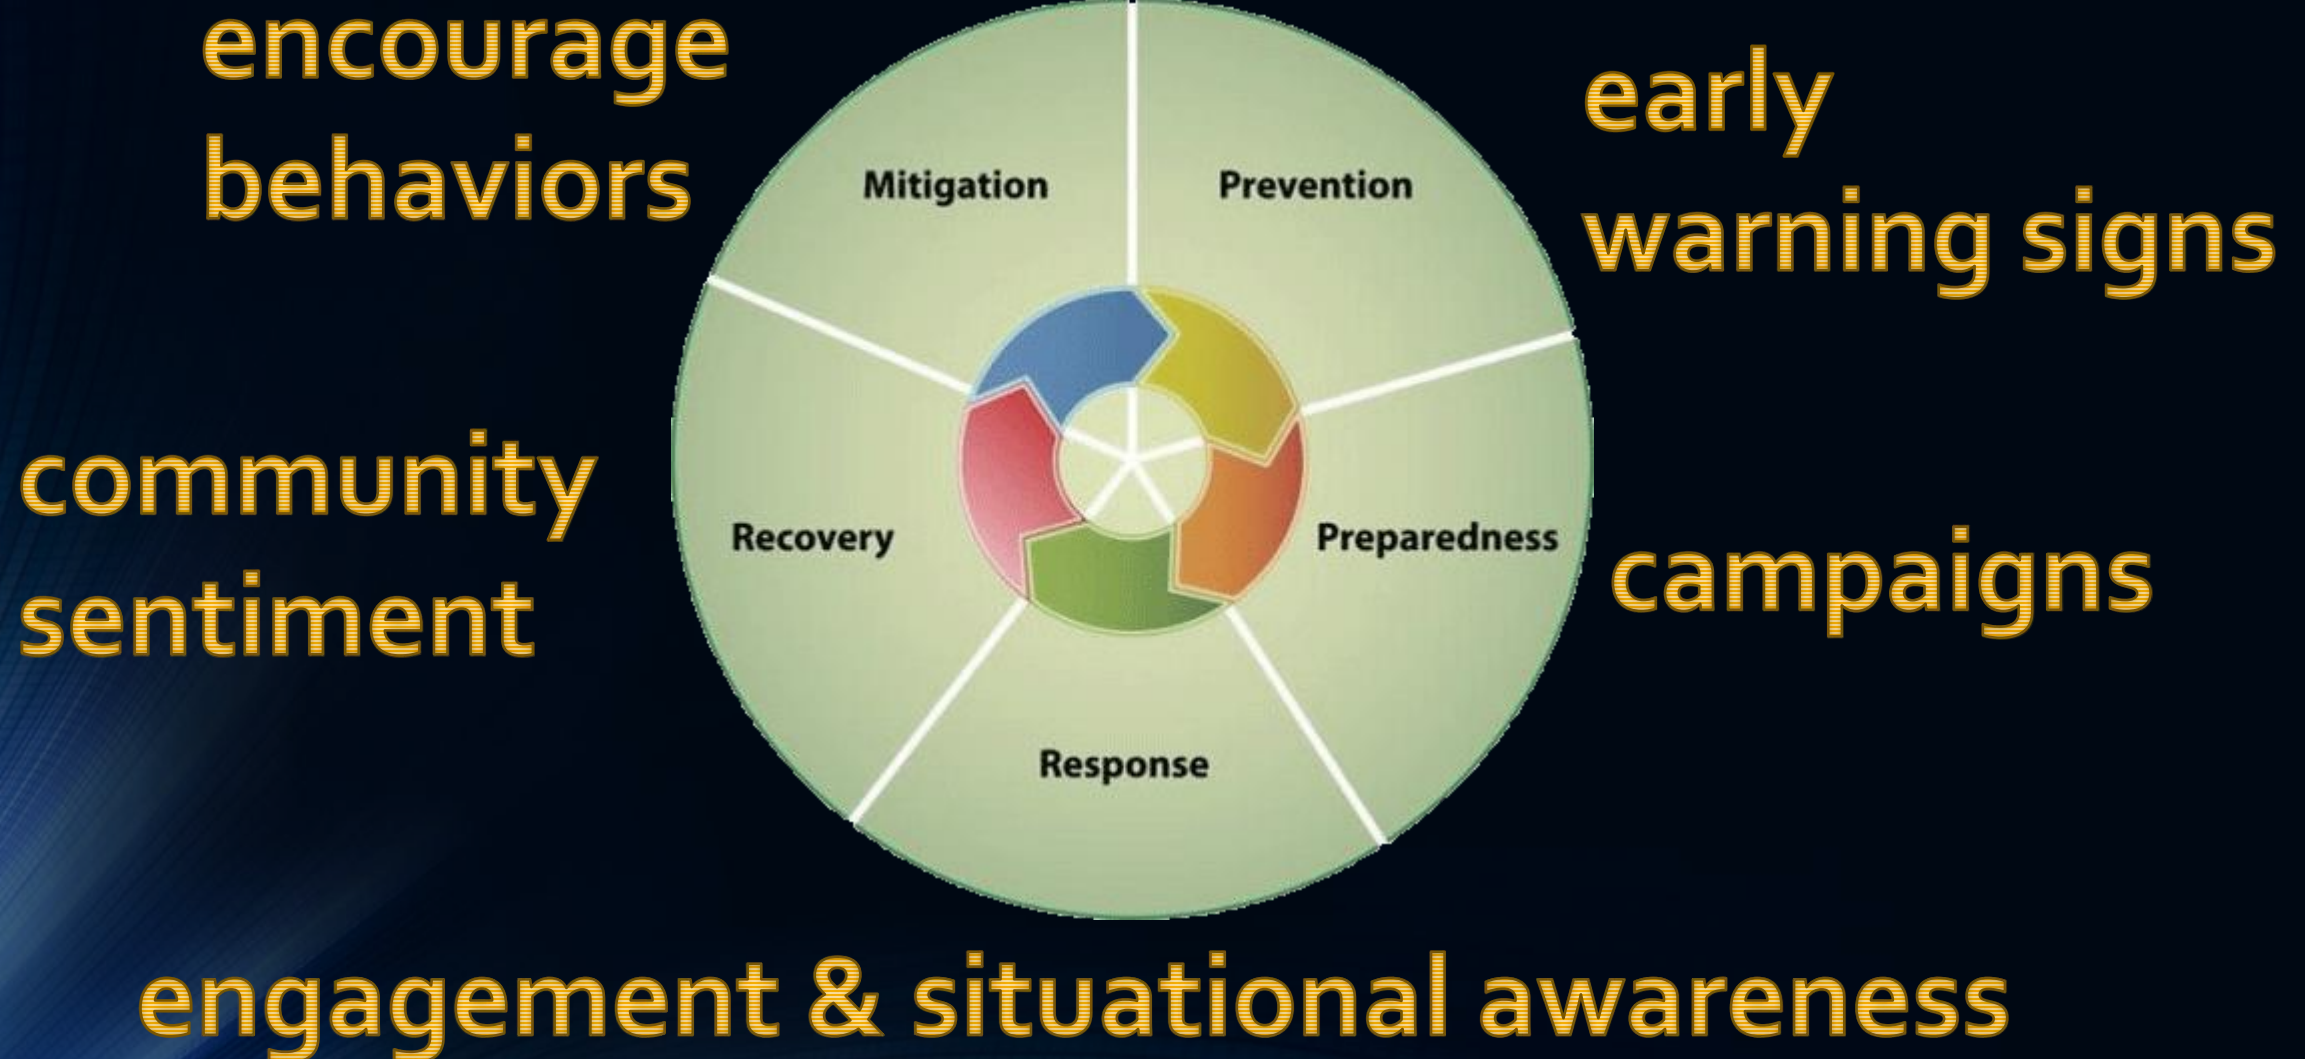 encourage
behaviors
early
warning signs
Mitigation
Prevention
community
sentiment
Recovery
Preparedness
campaigns
Response
engagement & situational awareness